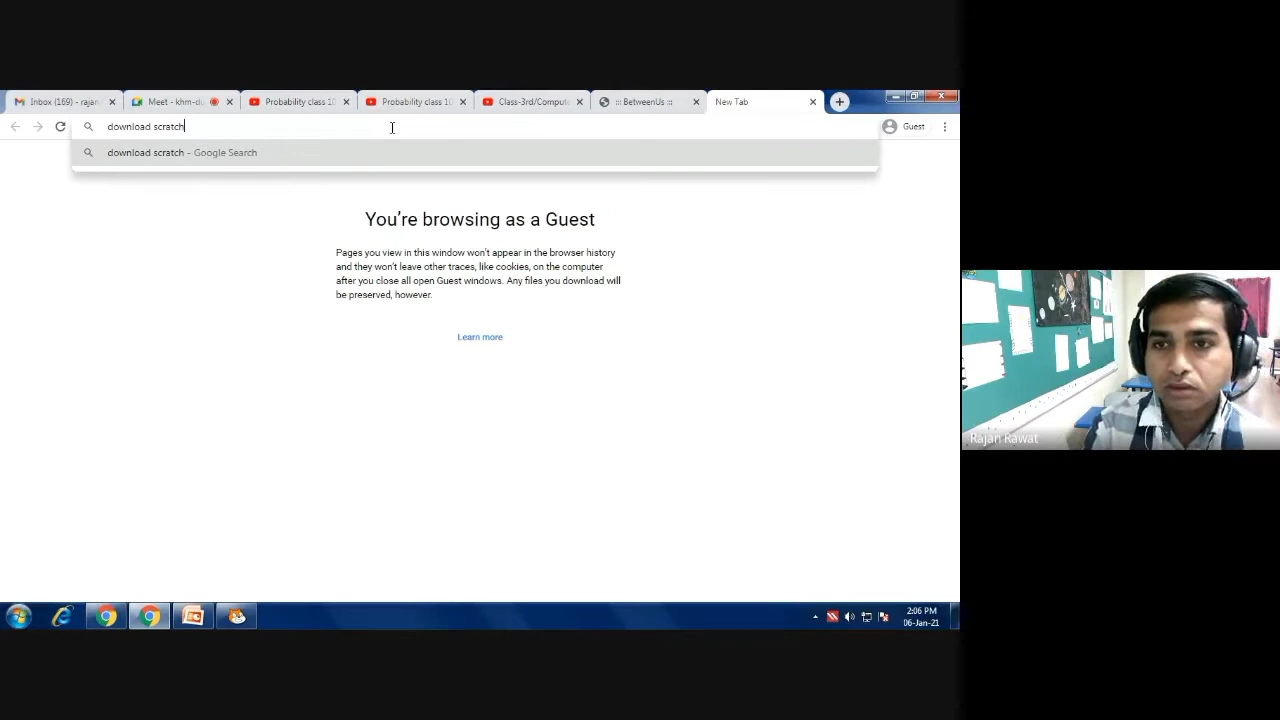 Inbox (169) - rajan
Meet - khm-du
Probability class 10
Probability class 10
Class-3rd/Compute
::: BetweenUs :::
New Tab
download scratch
Guest
download scratch - Google Search
You're browsing as a Guest
Pages you view in this window won't appear in the browser history
and they won't leave other traces, like cookies, on the computer
after you close all open Guest windows. Any files you download will
be preserved, however.
Learn more
Rajan Rawat
2:06 PM
06-Jan-21